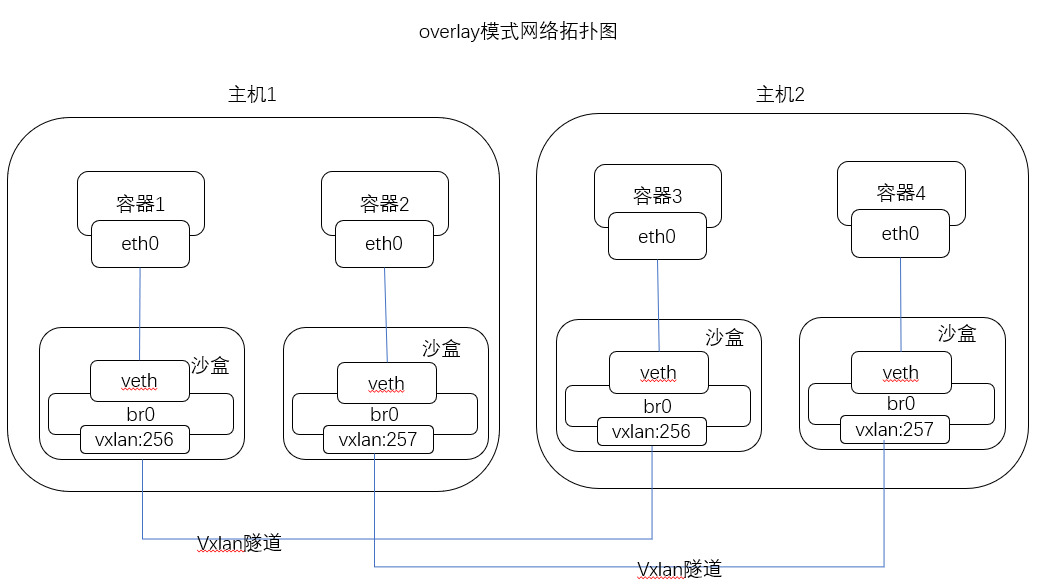 overlay模式网络拓扑图
主机1
主机2
容器1
eth0
容器2
eth0
容器3
eth0
容器4
eth0
沙盒
veth
br0
vxlan:256
沙盒
veth
br0
vxlan:257
沙盒
veth
br0
vxlan:256
沙盒
veth
br0
vxlan:257
Vxlan隧道
Vxlan隧道